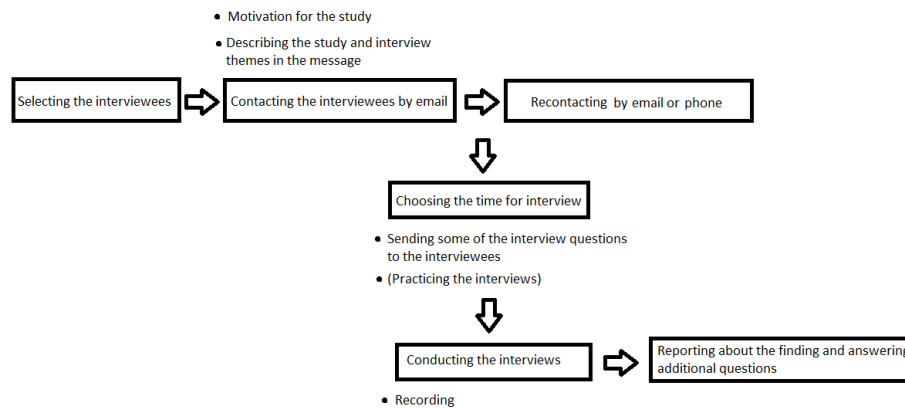 • Motivation for the study
• Describing the study and interview
themes in the message
Selecting the interviewees
Contacting the interviewees by email
Recontacting by email or phone
Choosing the time for interview
• Sending some of the interview questions
to the interviewees
• (Practicing the interviews)
Conducting the interviews
Reporting about the finding and answering
additional questions
• Recording